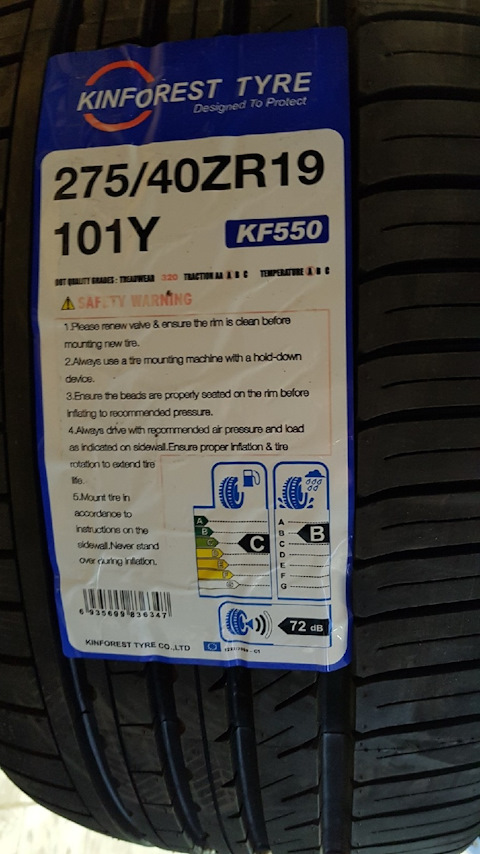 KINFOREST TYRE
Designed To Protect
275/40ZR19
101Y
KF550
DOT QUALITY GRADES : TREADWEAR 320 TRACTION AA A B C TEMPERATURE A B C
SAFETY WARNING
1.Please renew valve & ensure the rim is clean before
mounting new tire.
2.Always use a tire mounting machine with a hold-down
device.
3.Ensure the beads are properly seated on the rim before
inflating to recommended pressure.
4.Always drive with recommended air pressure and load
as indicated on sidewall.Ensure proper Inflation & tire
rotation to extend tire
life.
5.Mount tire in
accordance to
instructions on the
sidewall.Never stand
over during inflation.
A
B
C
C
A
B
C
D
E
F
G
B
72 dB
6 935699 836347
KINFOREST TYRE CO.,LTD